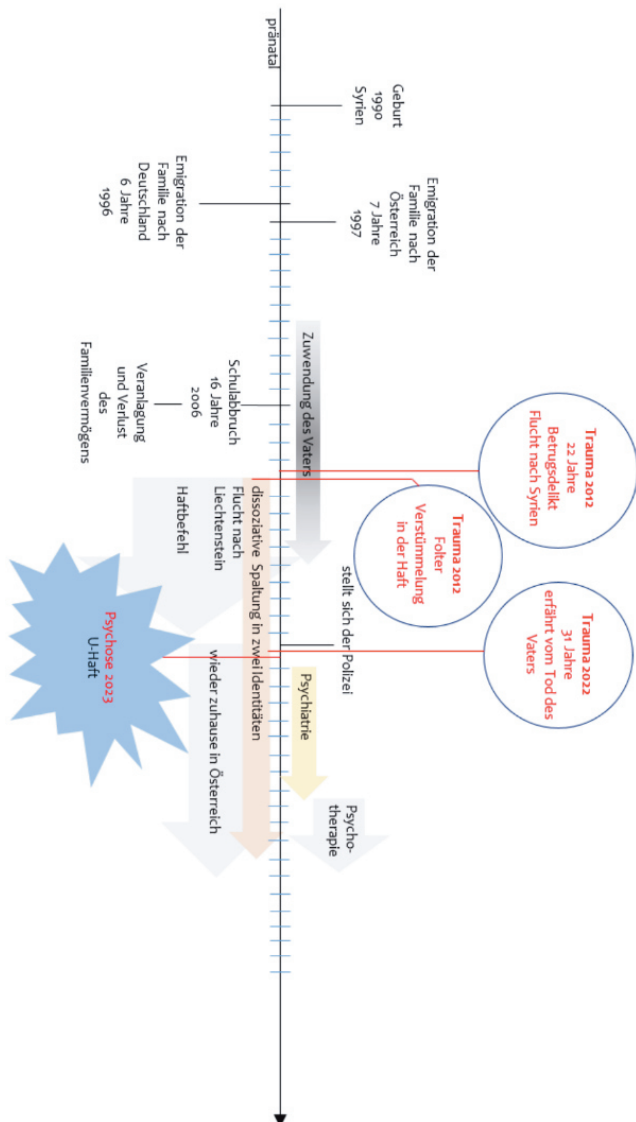 pränatal
Geburt
1990
Syrien
Emigration der
Familie nach
Deutschland
6 Jahre
1996
Emigration der
Familie nach
Österreich
7 Jahre
1997
Zuwendung des Vaters
Schulabbruch
16 Jahre
2006
Veranlagung
und Verlust
des
Familienvermögens
Trauma 2012
22 Jahre
Betrugsdelikt
Flucht nach Syrien
Trauma 2012
Folter
Verstümmelung
in der Haft
dissoziative Spaltung in zwei Identitäten
Flucht nach
Liechtenstein
Haftbefehl
stellt sich der Polizei
Trauma 2022
31 Jahre
erfährt vom Tod des
Vaters
Psychose 2023
U-Haft
Psychiatrie
wieder zuhause in Österreich
Psycho-
therapie